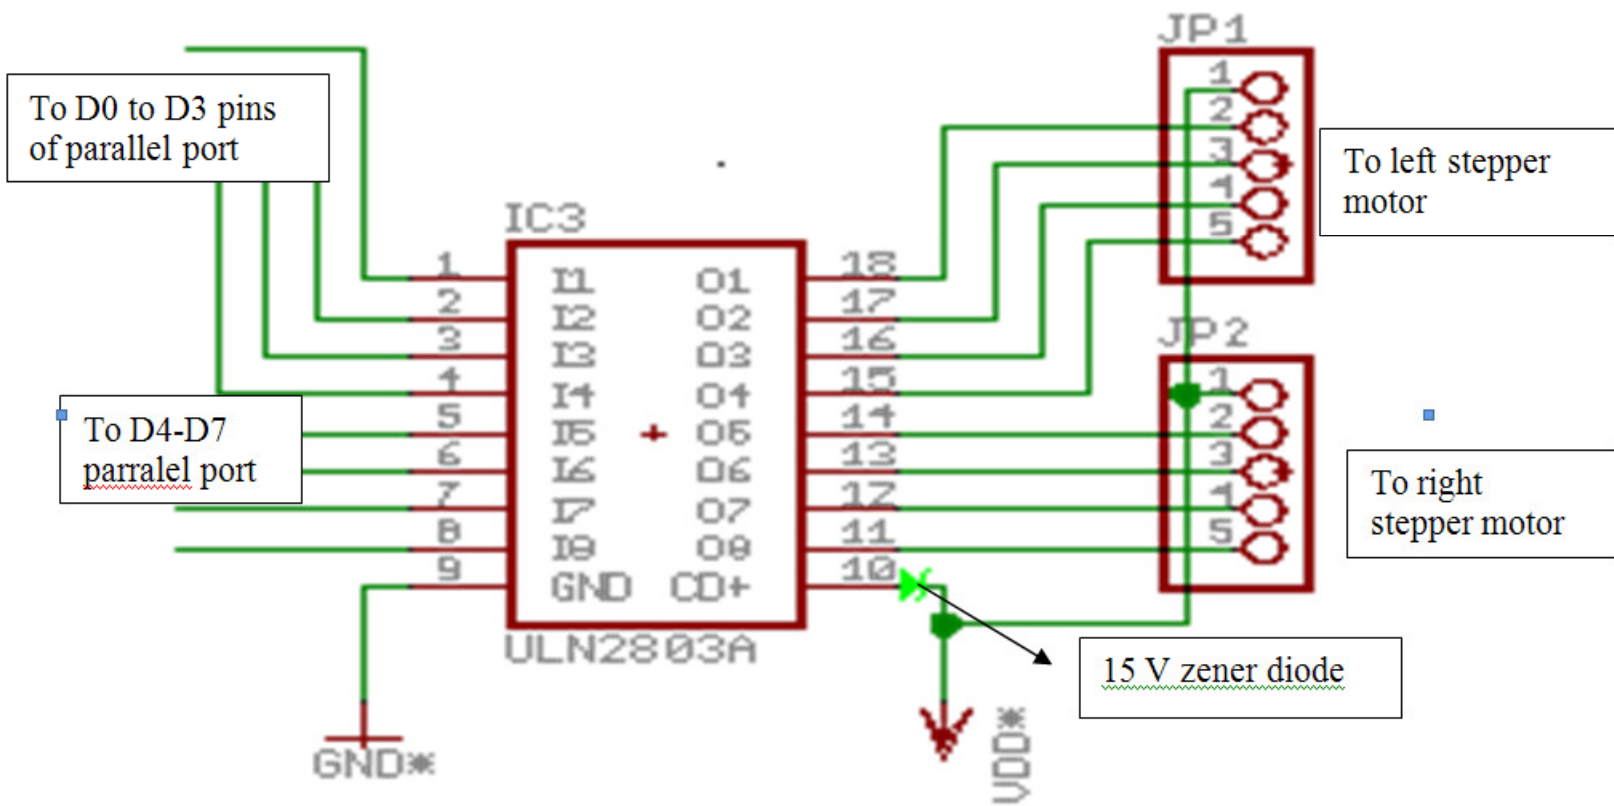 JP1
To D0 to D3 pins
of parallel port
1
2
3
4
5
To left stepper
motor
IC3
1 I1 O1 18
2 I2 O2 17
3 I3 O3 16
4 I4 O4 15
5 I5 O5 14
6 I6 O6 13
7 I7 O7 12
8 I8 O8 11
9 GND CD+ 10
ULN2803A
To D4-D7
parralel port
JP2
1
2
3
4
5
To right
stepper motor
15 V zener diode
GND*
VDD*